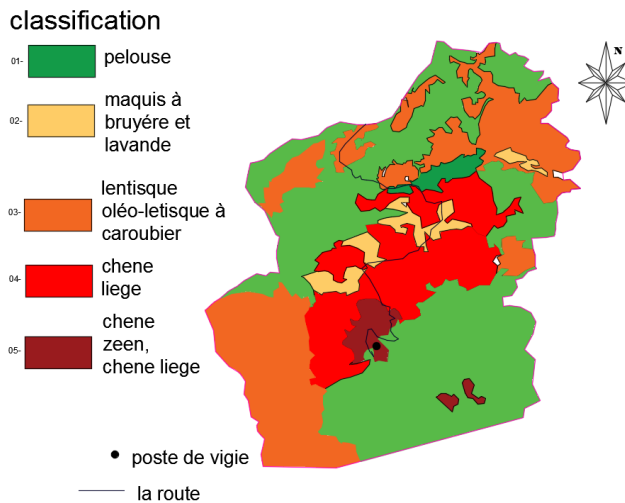 classification
01- pelouse
02- maquis à
bruyére et
lavande
03- lentisque
oléo-letisque à
caroubier
04- chene
liege
05- chene
zeen,
chene liege
poste de vigie
la route
N